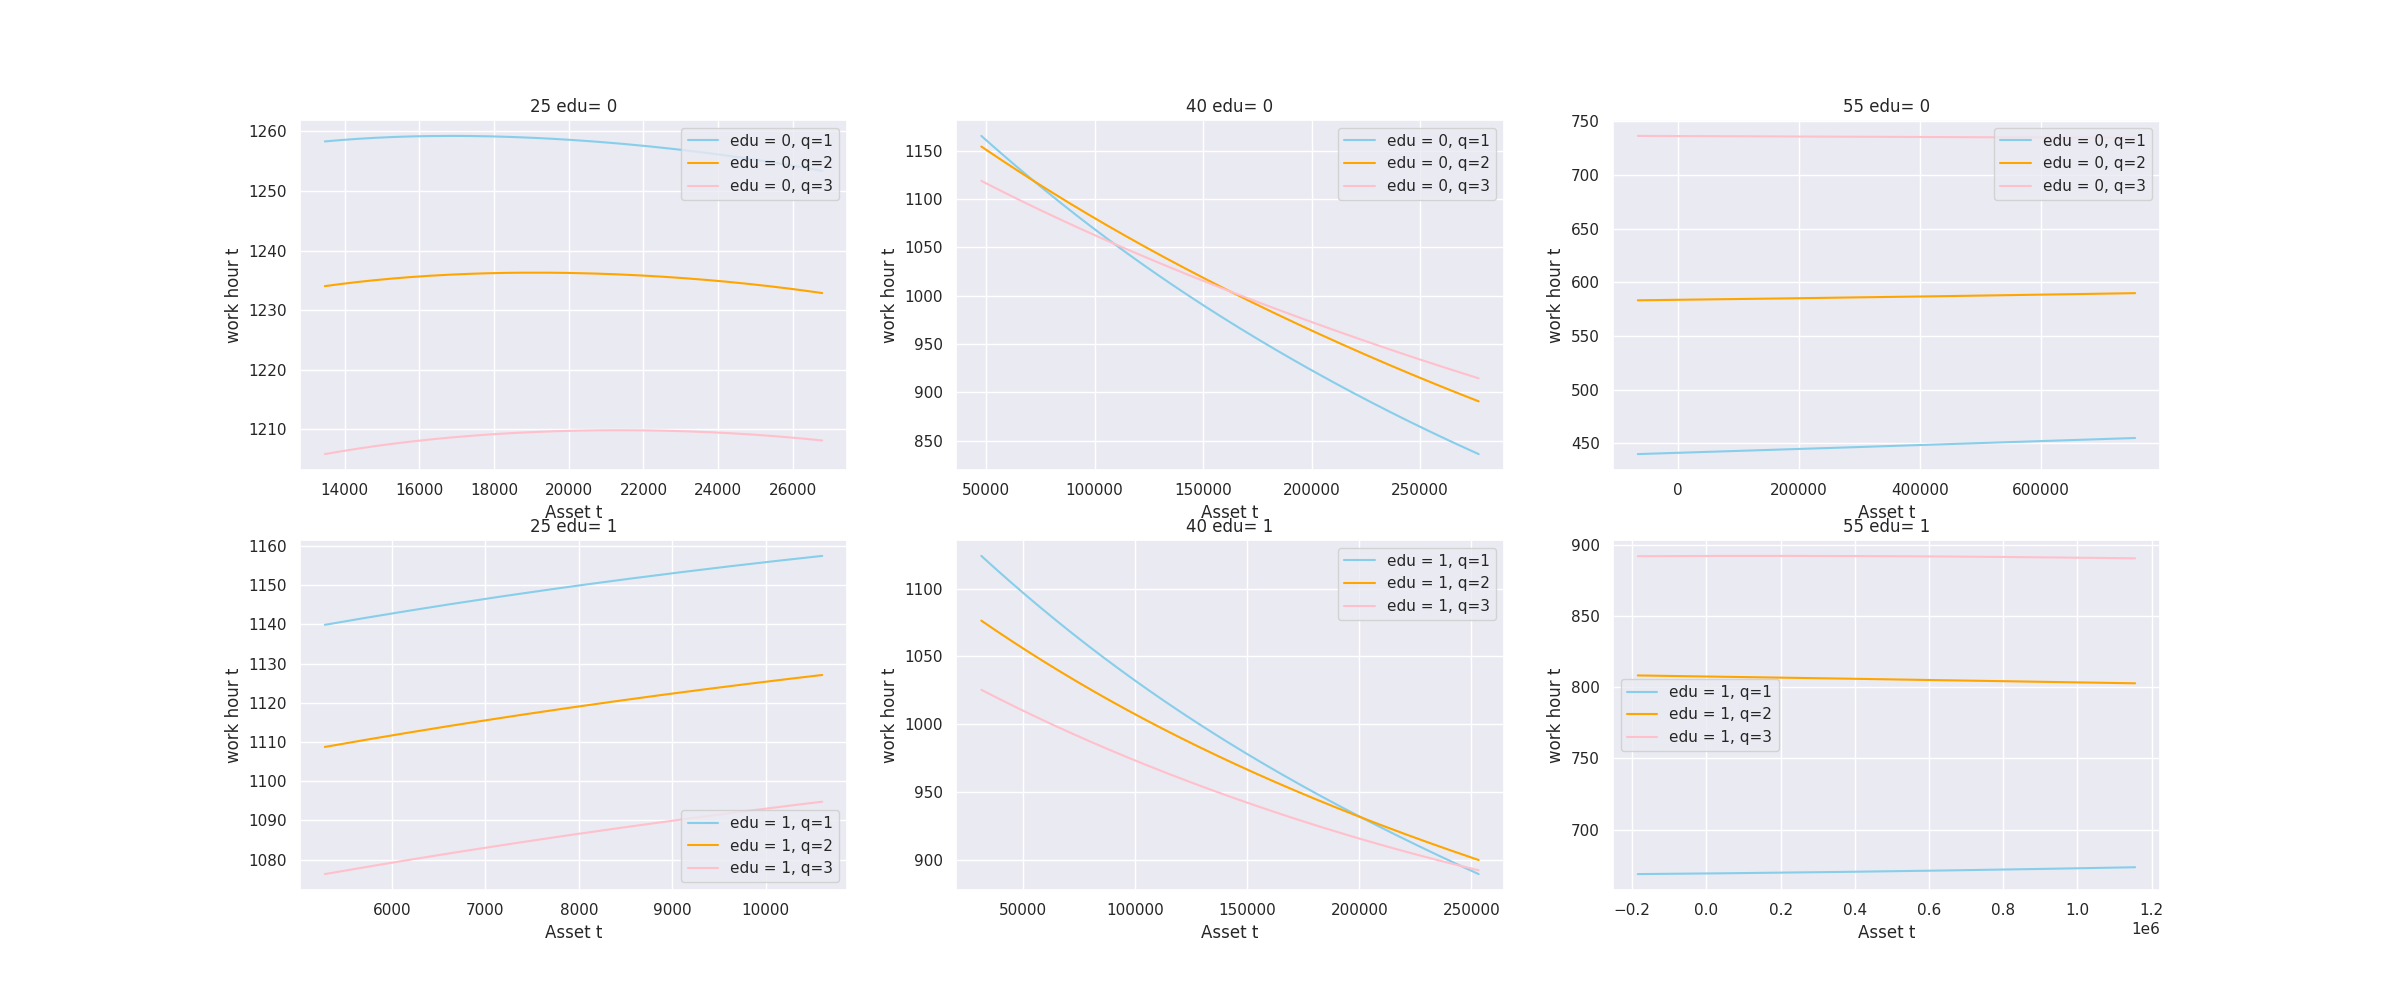 25 edu= 0
1260
1250
1240
1230
1220
1210
work hour t
edu = 0, q=1
edu = 0, q=2
edu = 0, q=3
14000 16000 18000 20000 22000 24000 26000
Asset t
40 edu= 0
1150
1100
1050
1000
950
900
850
work hour t
edu = 0, q=1
edu = 0, q=2
edu = 0, q=3
50000 100000 150000 200000 250000
Asset t
55 edu= 0
750
700
650
600
550
500
450
work hour t
edu = 0, q=1
edu = 0, q=2
edu = 0, q=3
0 200000 400000 600000
Asset t
25 edu= 1
1160
1150
1140
1130
1120
1110
1100
1090
1080
work hour t
edu = 1, q=1
edu = 1, q=2
edu = 1, q=3
6000 7000 8000 9000 10000
Asset t
40 edu= 1
1100
1050
1000
950
900
work hour t
edu = 1, q=1
edu = 1, q=2
edu = 1, q=3
50000 100000 150000 200000 250000
Asset t
55 edu= 1
900
850
800
750
700
work hour t
edu = 1, q=1
edu = 1, q=2
edu = 1, q=3
−0.2 0.0 0.2 0.4 0.6 0.8 1.0 1.2
1e6
Asset t